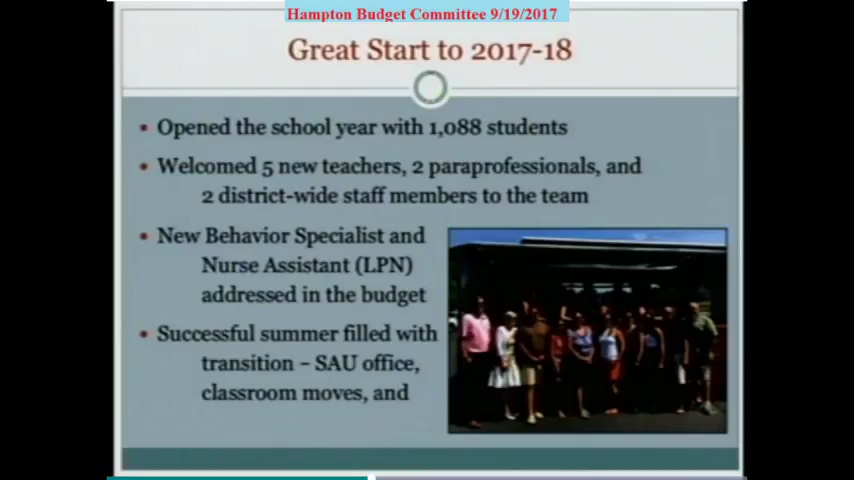 Hampton Budget Committee 9/19/2017
Great Start to 2017-18
• Opened the school year with 1,088 students
• Welcomed 5 new teachers, 2 paraprofessionals, and
2 district-wide staff members to the team
• New Behavior Specialist and
Nurse Assistant (LPN)
addressed in the budget
• Successful summer filled with
transition – SAU office,
classroom moves, and